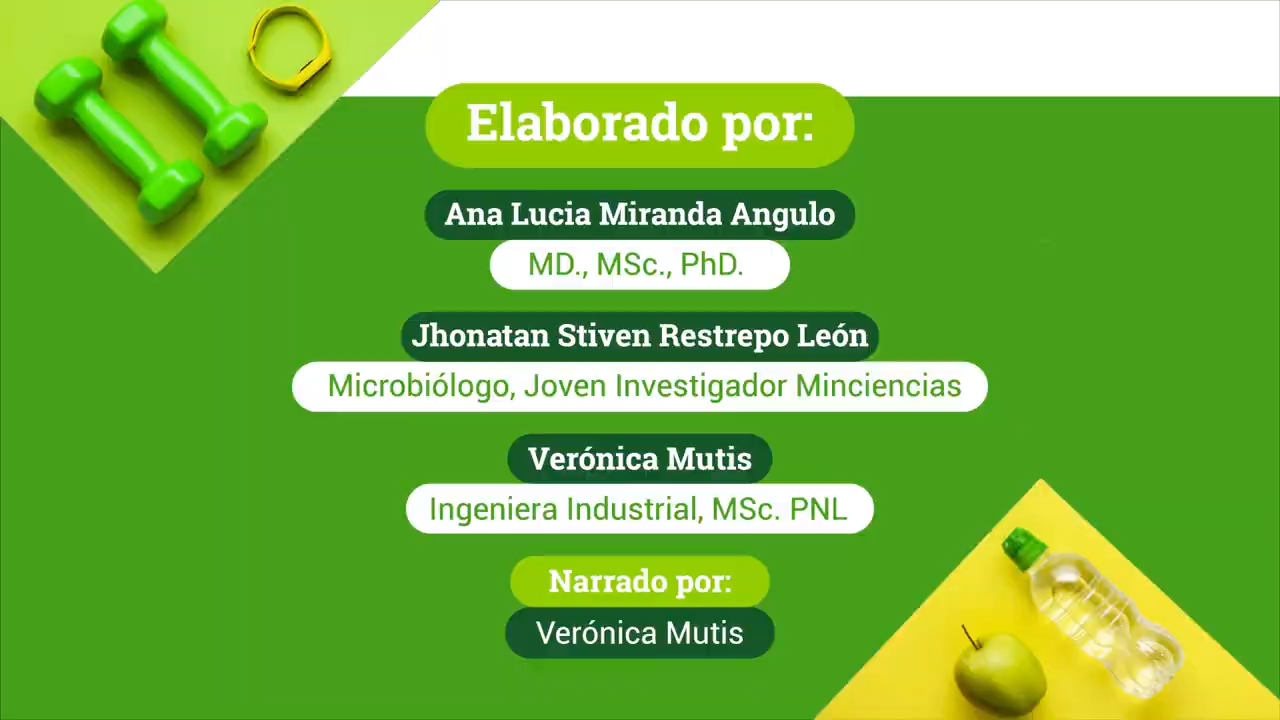 Elaborado por:
Ana Lucia Miranda Angulo
MD., MSc., PhD.
Jhonatan Stiven Restrepo León
Microbiólogo, Joven Investigador Minciencias
Verónica Mutis
Ingeniera Industrial, MSc. PNL
Narrado por:
Verónica Mutis